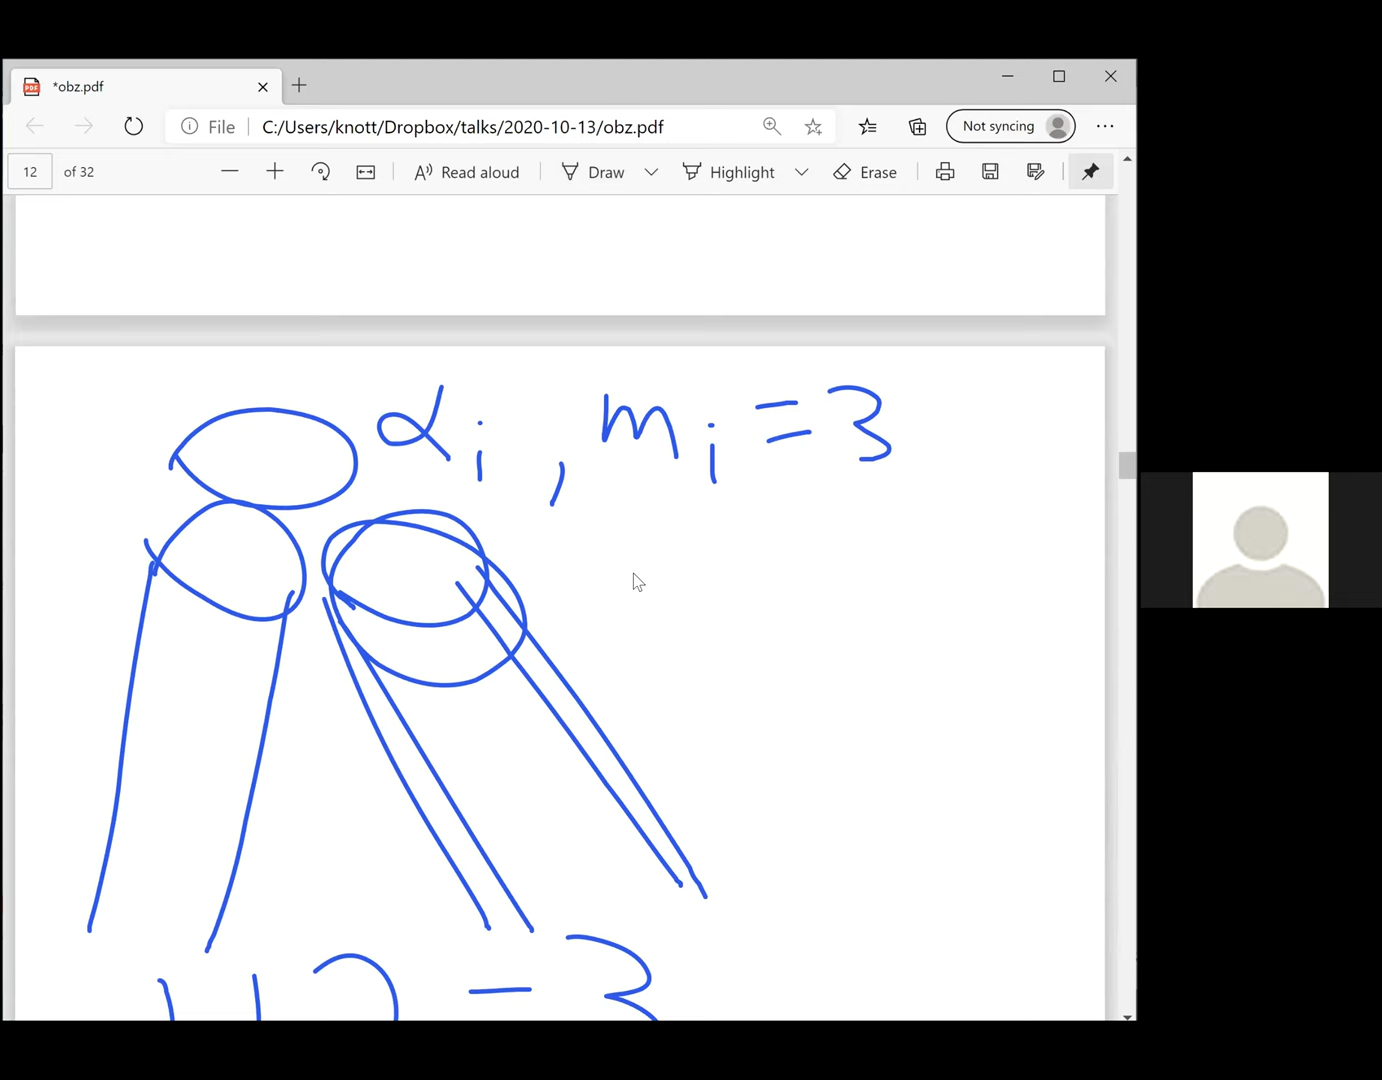 *obz.pdf
File C:/Users/knott/Dropbox/talks/2020-10-13/obz.pdf Not syncing
12 of 32 Read aloud Draw Highlight Erase
αᵢ , mᵢ = 3